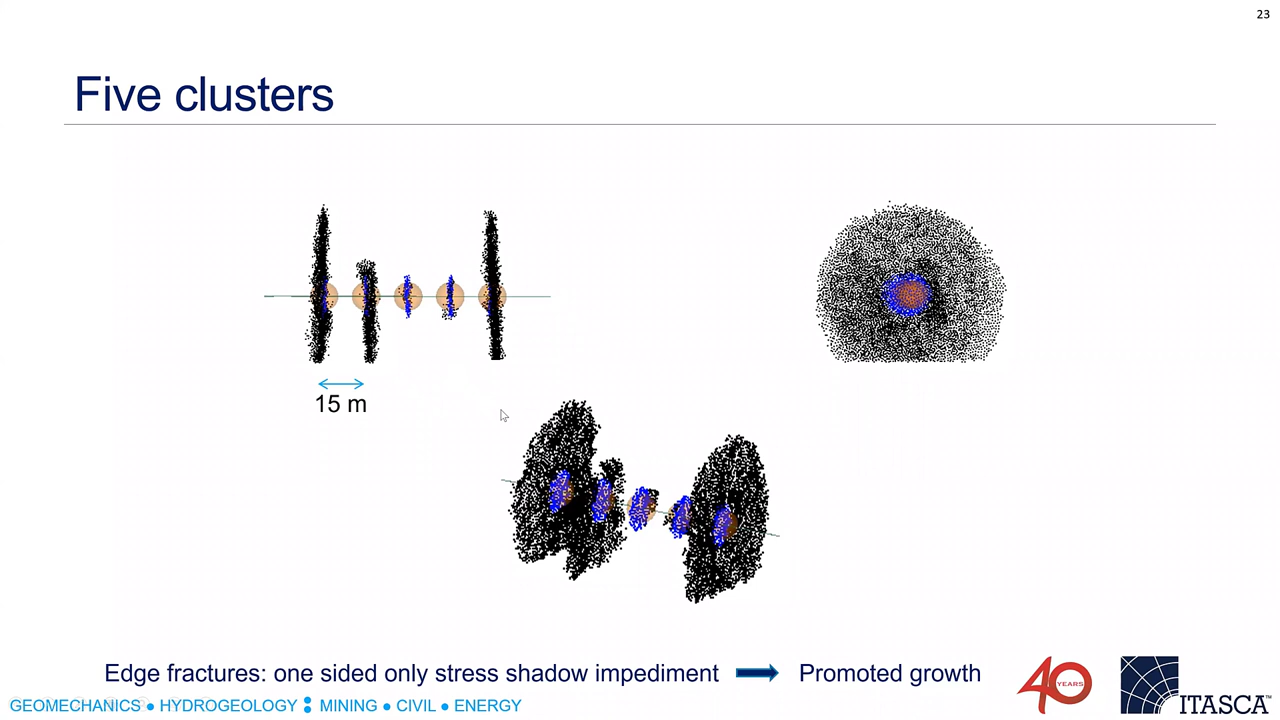 23
Five clusters
15 m
Edge fractures: one sided only stress shadow impediment Promoted growth
GEOMECHANICS ● HYDROGEOLOGY ● MINING ● CIVIL ● ENERGY
40 YEARS
ITASCA™